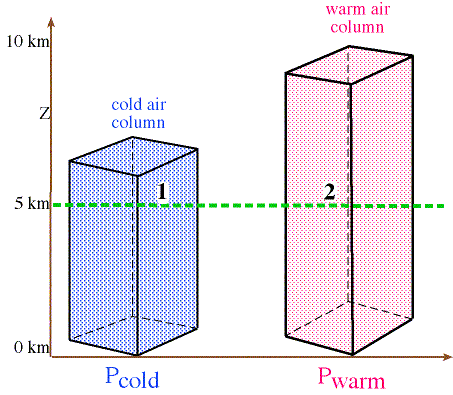 warm air
column
10 km
cold air
column
Z
1
2
5 km
0 km
Pcold
Pwarm